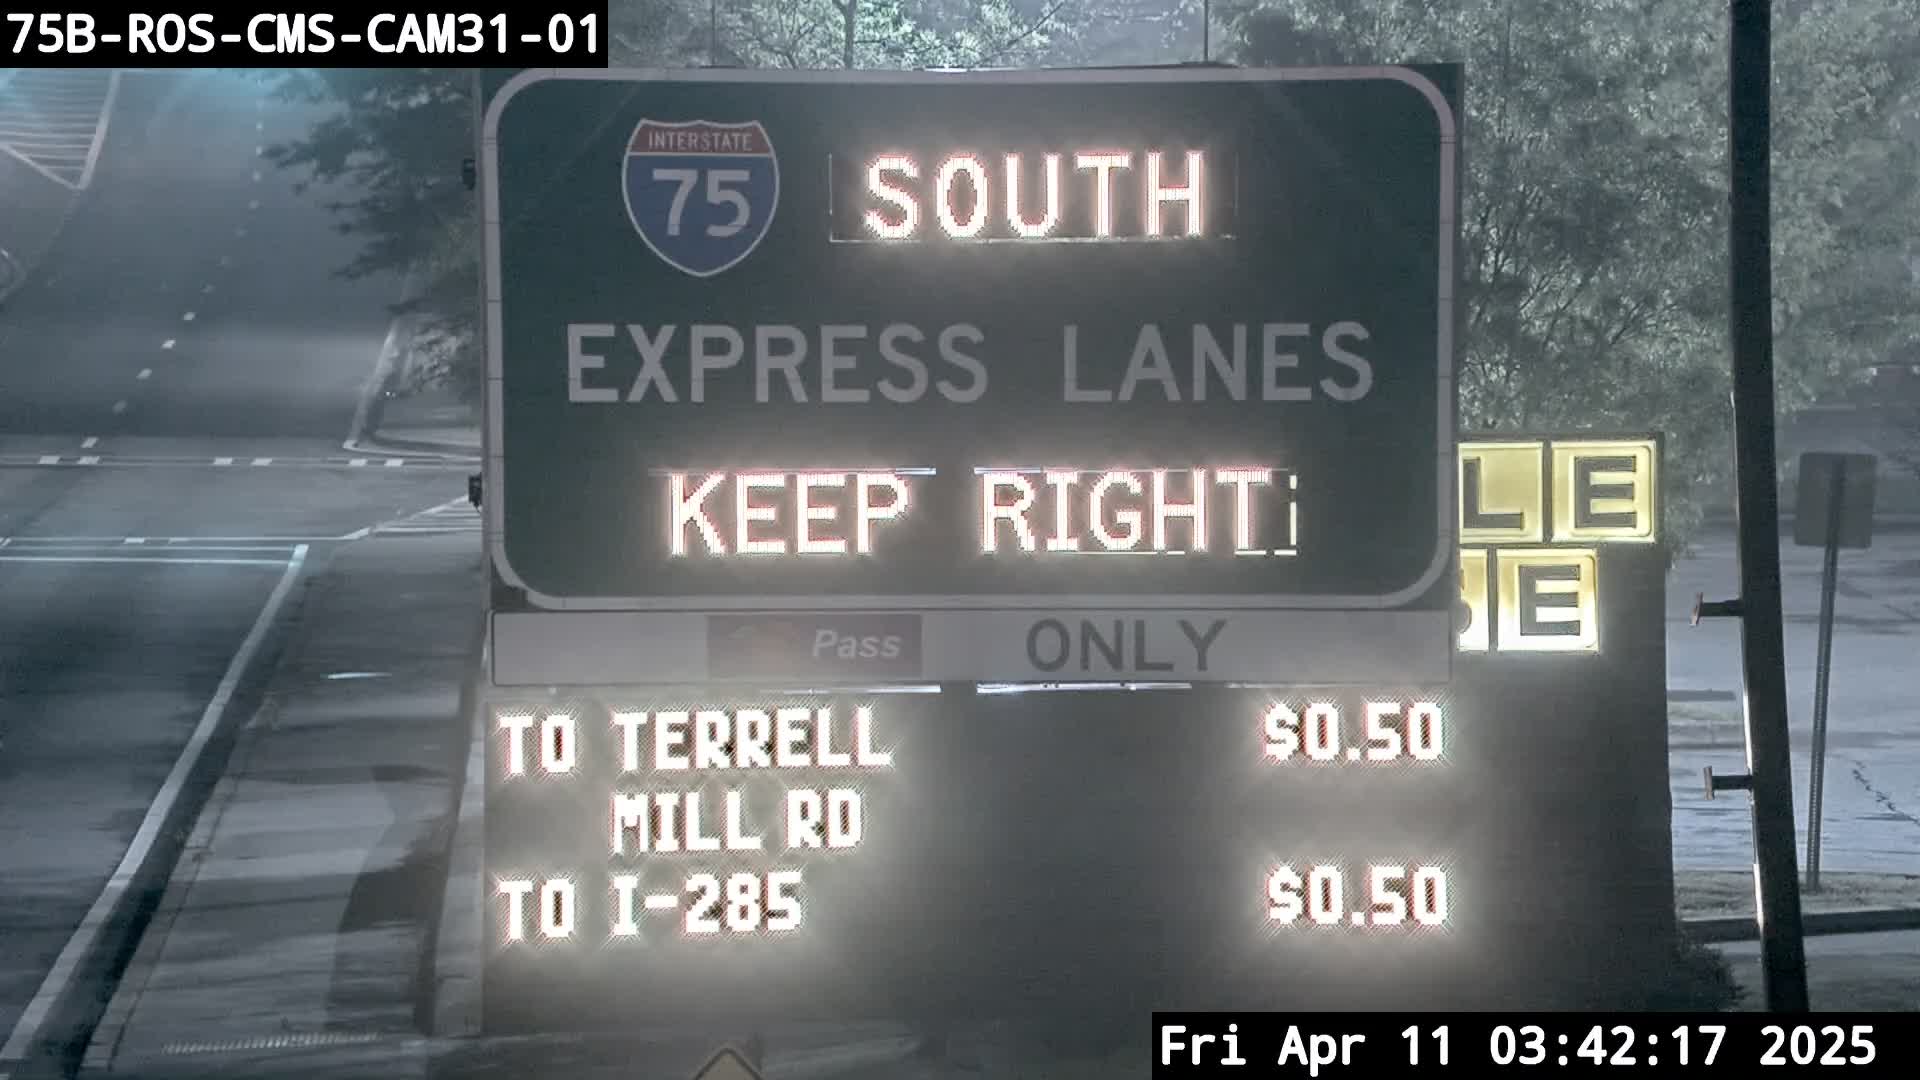 75B-ROS-CMS-CAM31-01
INTERSTATE
75
SOUTH
EXPRESS LANES
KEEP RIGHT
Pass ONLY
TO TERRELL $0.50
MILL RD
TO I-285 $0.50
LE
E
Fri Apr 11 03:42:17 2025